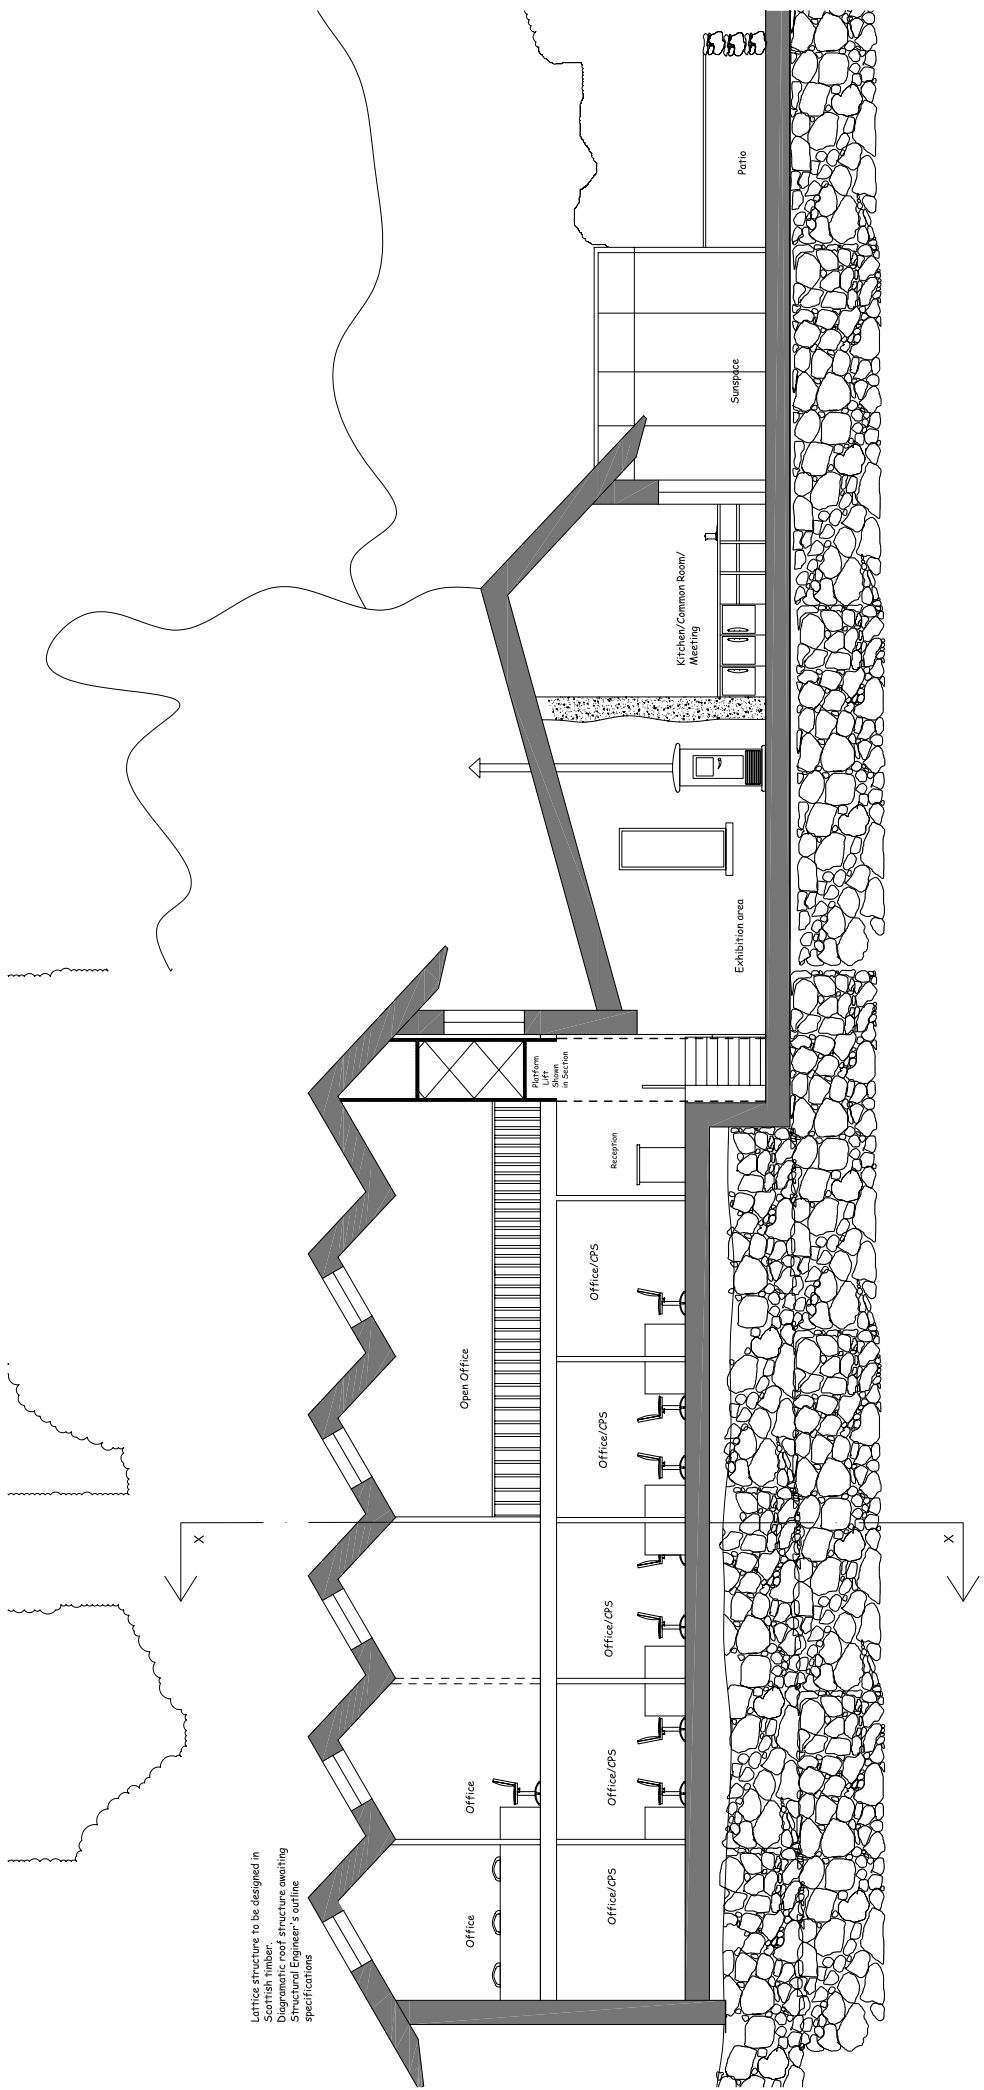 Lattice structure to be designed in
Scottish timber.
Diagramatic roof structure awaiting
Structural Engineer's outline
specifications
X
X
Office
Office
Open Office
Office/CPS
Office/CPS
Office/CPS
Office/CPS
Office/CPS
Reception
Platform
Lift
Shown
in Section
Exhibition area
Kitchen/Common Room/
Meeting
Sunspace
Patio